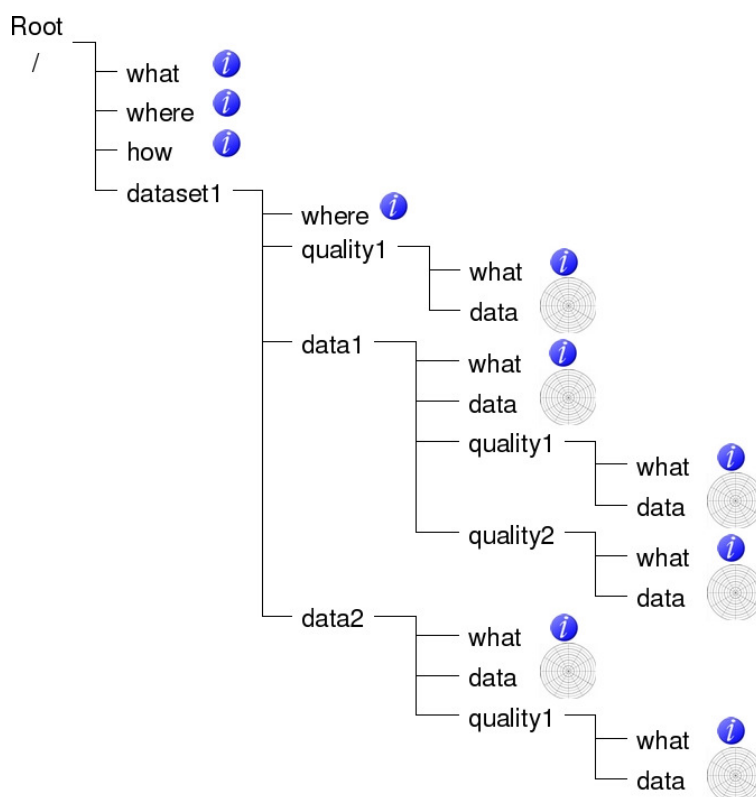 Root
/
what i
where i
how i
dataset1
where i
quality1
what i
data
data1
what i
data
quality1
what i
data
quality2
what i
data
data2
what i
data
quality1
what i
data